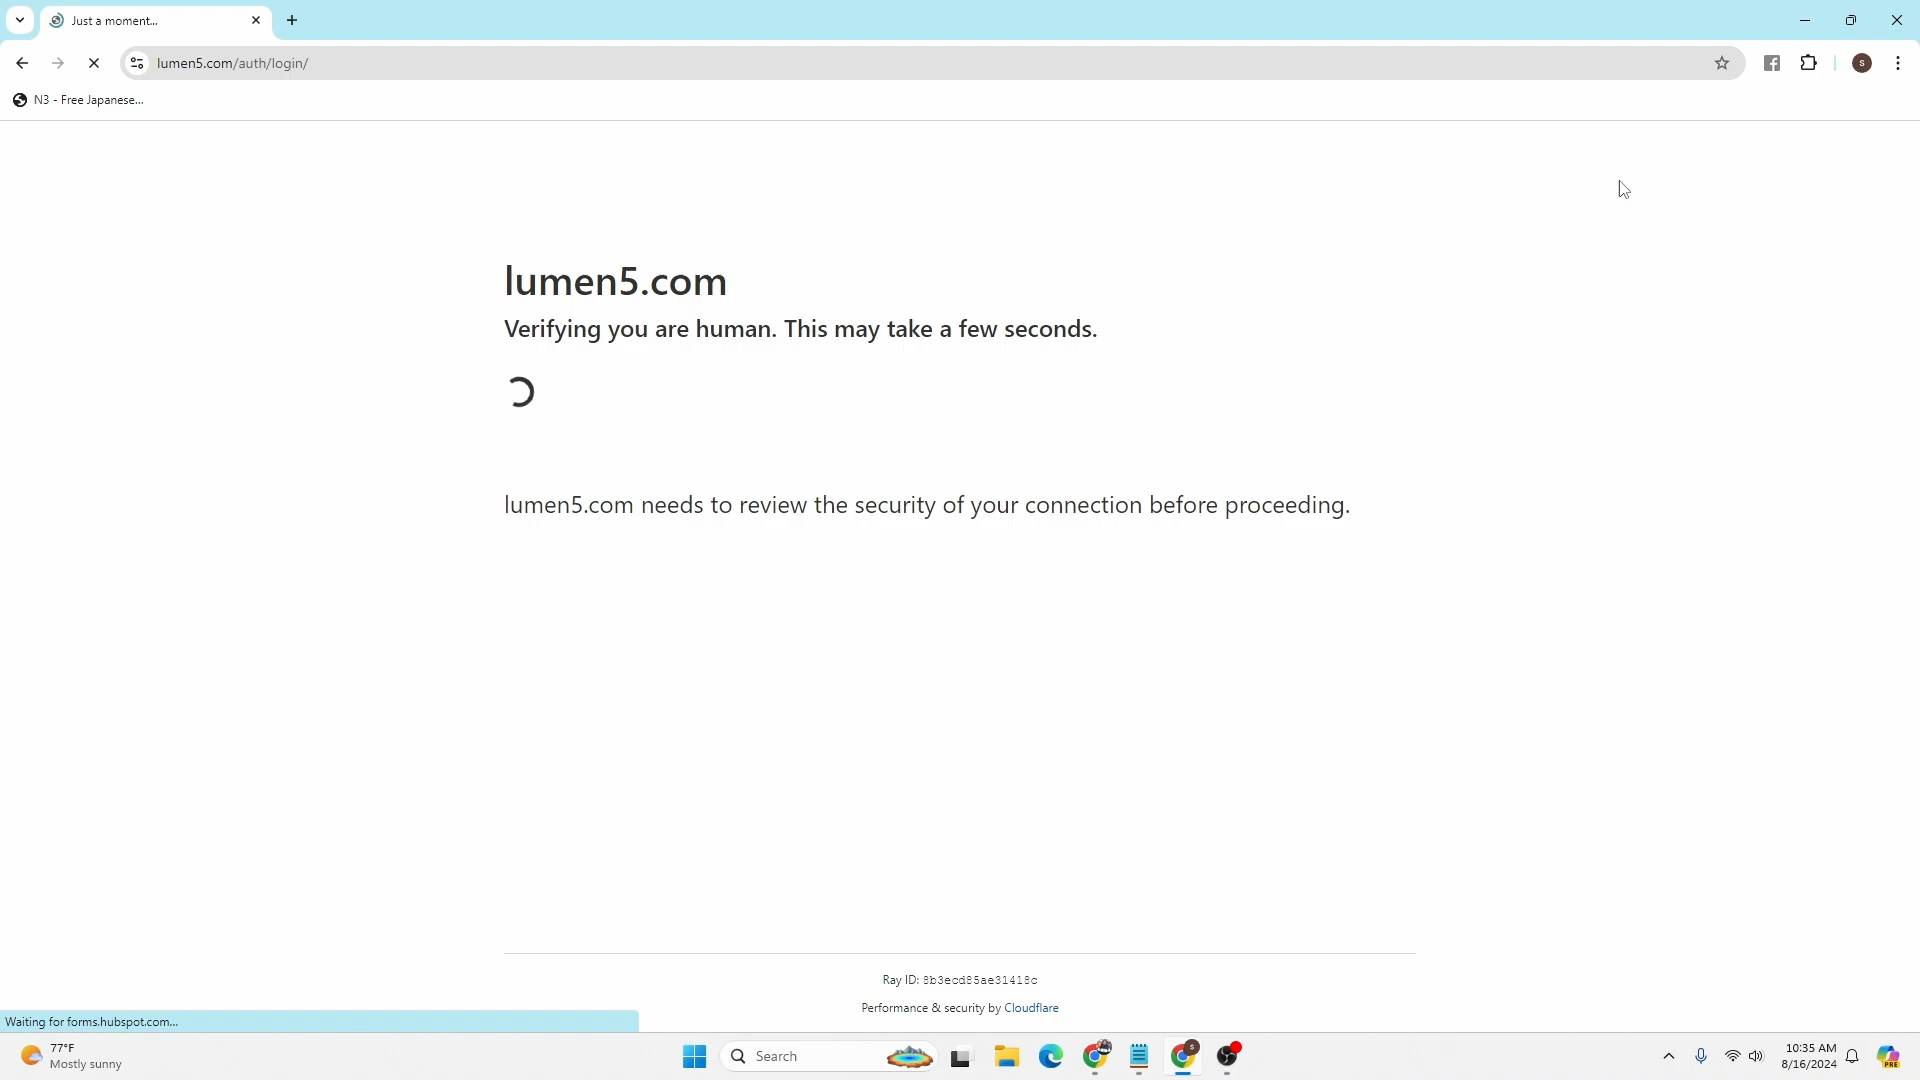 Just a moment...
lumen5.com/auth/login/
S
N3 - Free Japanese...
lumen5.com
Verifying you are human. This may take a few seconds.
lumen5.com needs to review the security of your connection before proceeding.
Ray ID: 8b3ecd85ae31418c
Performance & security by Cloudflare
Waiting for forms.hubspot.com...
77°F
Mostly sunny
Search
S
10:35 AM
8/16/2024
PRE